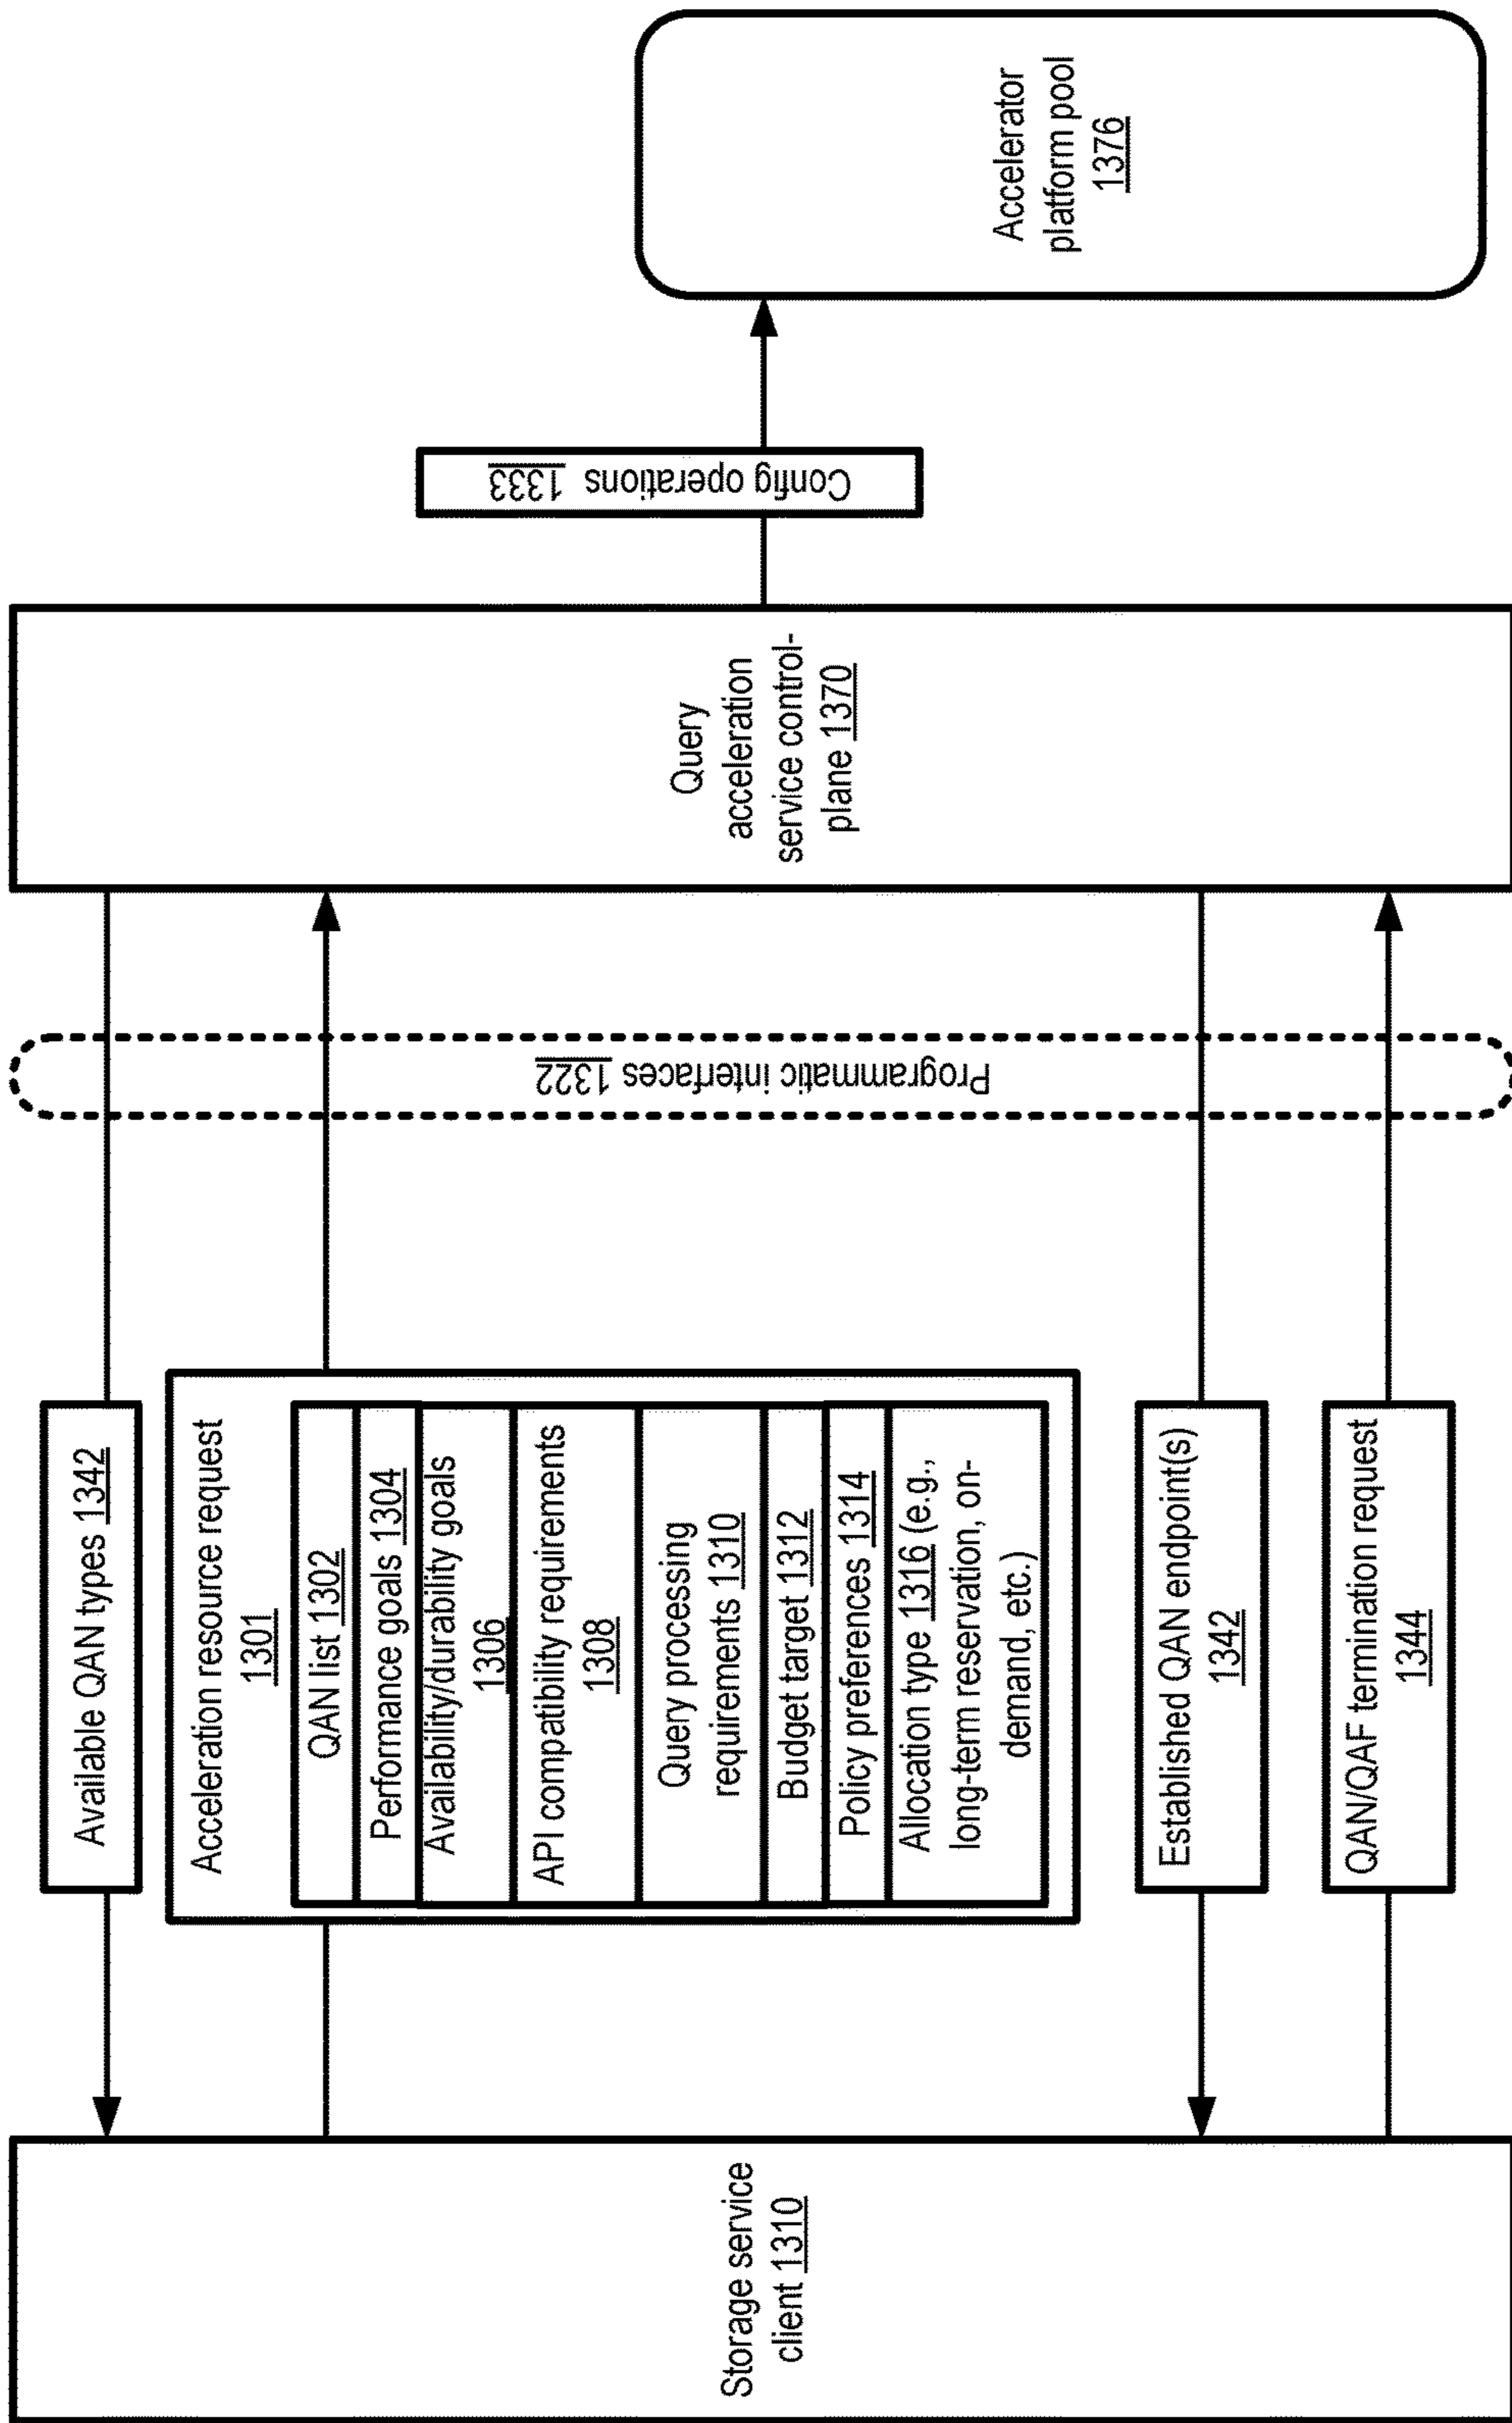 Storage service
client 1310
Available QAN types 1342
Acceleration resource request
1301
QAN list 1302
Performance goals 1304
Availability/durability goals
1306
API compatibility requirements
1308
Query processing
requirements 1310
Budget target 1312
Policy preferences 1314
Allocation type 1316 (e.g.,
long-term reservation, on-
demand, etc.)
Established QAN endpoint(s)
1342
QAN/QAF termination request
1344
Programmatic interfaces 1322
Query
acceleration
service control-
plane 1370
Config operations 1333
Accelerator
platform pool
1376